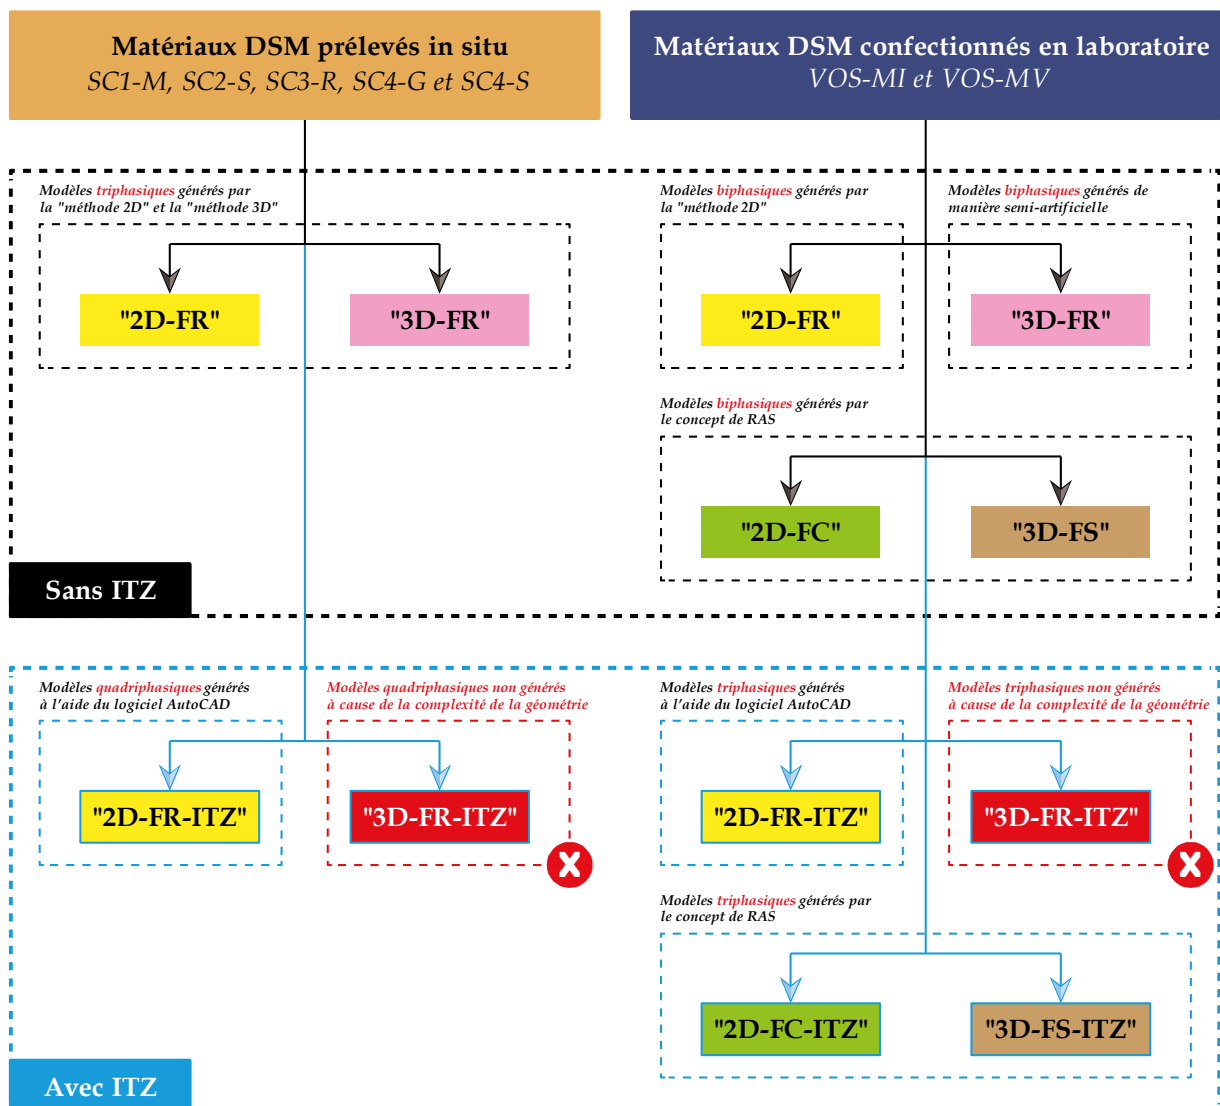 Matériaux DSM prélevés in situ
SC1-M, SC2-S, SC3-R, SC4-G et SC4-S
Matériaux DSM confectionnés en laboratoire
VOS-MI et VOS-MV
Modèles triphasiques générés par
la "méthode 2D" et la "méthode 3D"
"2D-FR"
"3D-FR"
Modèles biphasiques générés par
la "méthode 2D"
"2D-FR"
Modèles biphasiques générés de
manière semi-artificielle
"3D-FR"
Modèles biphasiques générés par
le concept de RAS
"2D-FC"
"3D-FS"
Sans ITZ
Modèles quadriphasiques générés
à l'aide du logiciel AutoCAD
"2D-FR-ITZ"
Modèles quadriphasiques non générés
à cause de la complexité de la géométrie
"3D-FR-ITZ"
X
Modèles triphasiques générés
à l'aide du logiciel AutoCAD
"2D-FR-ITZ"
Modèles triphasiques non générés
à cause de la complexité de la géométrie
"3D-FR-ITZ"
X
Modèles triphasiques générés par
le concept de RAS
"2D-FC-ITZ"
"3D-FS-ITZ"
Avec ITZ